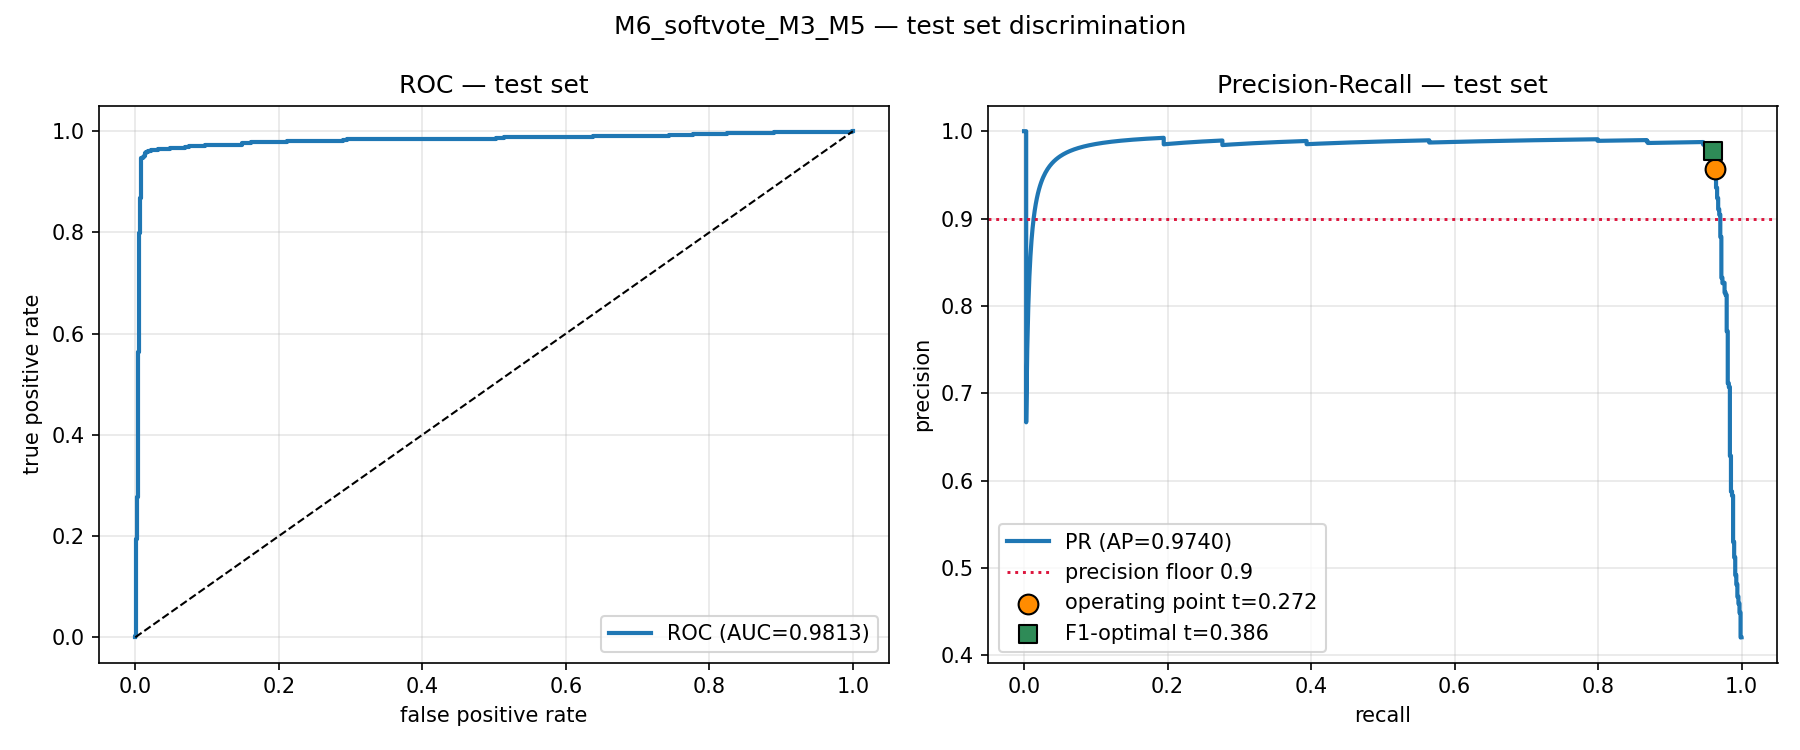 M6_softvote_M3_M5 — test set discrimination
ROC — test set
1.0
0.8
0.6
0.4
0.2
0.0
true positive rate
0.0 0.2 0.4 0.6 0.8 1.0
false positive rate
ROC (AUC=0.9813)
Precision-Recall — test set
1.0
0.9
0.8
0.7
0.6
0.5
0.4
precision
0.0 0.2 0.4 0.6 0.8 1.0
recall
PR (AP=0.9740)
precision floor 0.9
operating point t=0.272
F1-optimal t=0.386